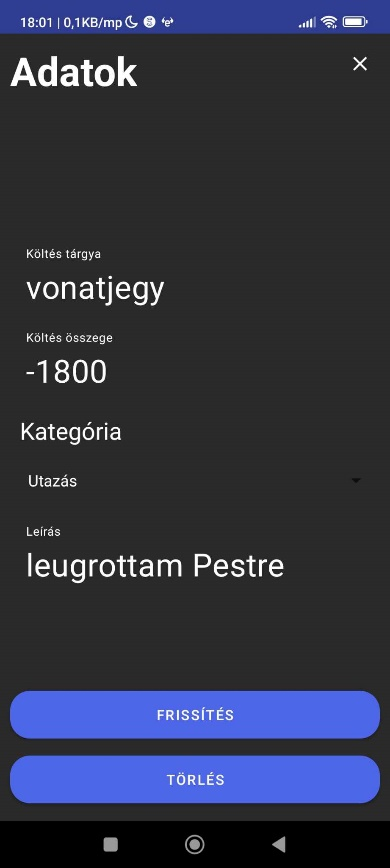 18:01 | 0,1KB/mp
Adatok
Költés tárgya
vonatjegy
Költés összege
-1800
Kategória
Utazás
Leírás
leugrottam Pestre
FRISSÍTÉS
TÖRLÉS